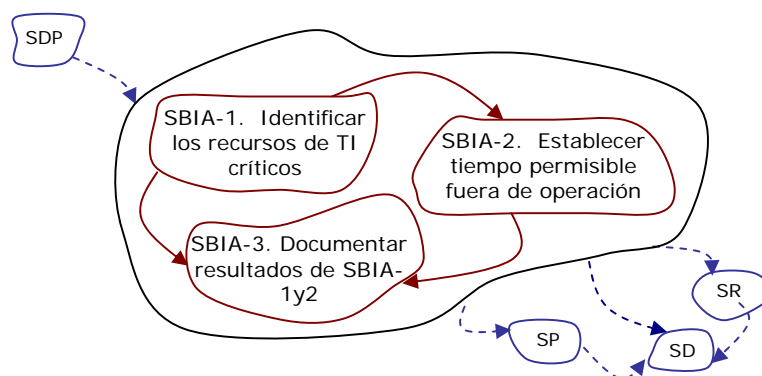 SDP
SBIA-1. Identificar
los recursos de TI
críticos
SBIA-2. Establecer
tiempo permisible
fuera de operación
SBIA-3. Documentar
resultados de SBIA-
1y2
SR
SP
SD